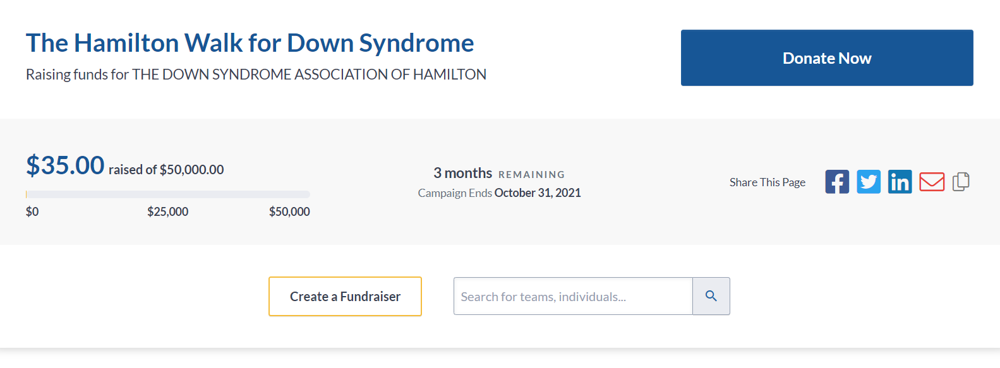 The Hamilton Walk for Down Syndrome
Raising funds for THE DOWN SYNDROME ASSOCIATION OF HAMILTON
Donate Now
$35.00 raised of $50,000.00
$0 $25,000 $50,000
3 months REMAINING
Campaign Ends October 31, 2021
Share This Page
Create a Fundraiser
Search for teams, individuals...